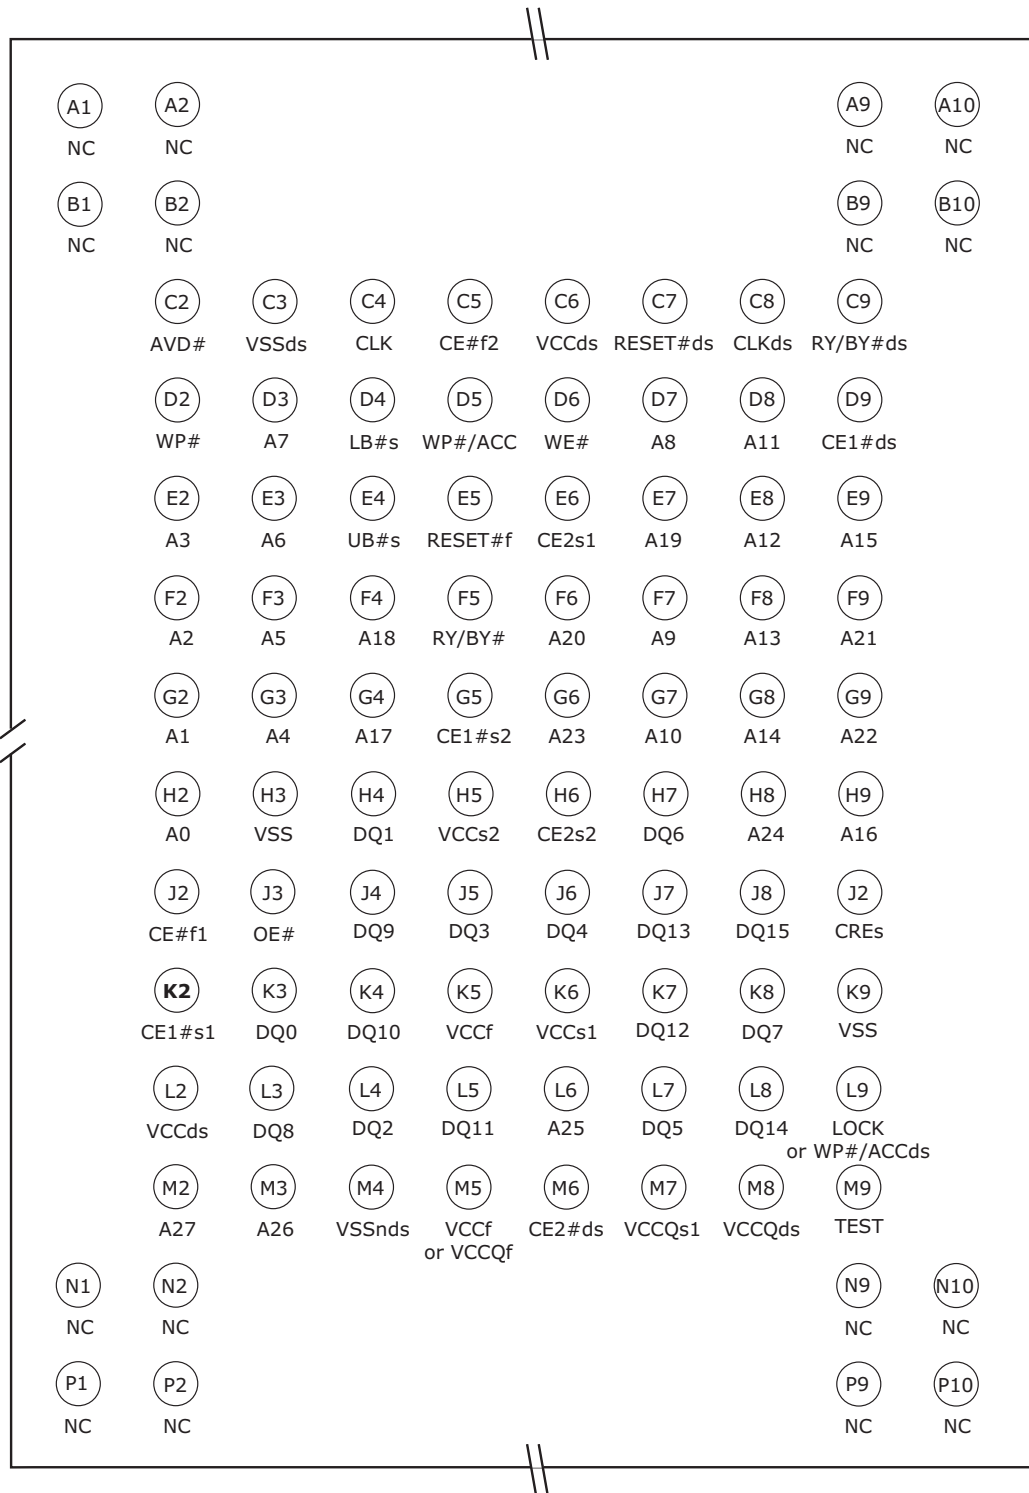 A1 A2 A9 A10
NC NC NC NC
B1 B2 B9 B10
NC NC NC NC
C2 C3 C4 C5 C6 C7 C8 C9
AVD# VSSds CLK CE#f2 VCCds RESET#ds CLKds RY/BY#ds
D2 D3 D4 D5 D6 D7 D8 D9
WP# A7 LB#s WP#/ACC WE# A8 A11 CE1#ds
E2 E3 E4 E5 E6 E7 E8 E9
A3 A6 UB#s RESET#f CE2s1 A19 A12 A15
F2 F3 F4 F5 F6 F7 F8 F9
A2 A5 A18 RY/BY# A20 A9 A13 A21
G2 G3 G4 G5 G6 G7 G8 G9
A1 A4 A17 CE1#s2 A23 A10 A14 A22
H2 H3 H4 H5 H6 H7 H8 H9
A0 VSS DQ1 VCCs2 CE2s2 DQ6 A24 A16
J2 J3 J4 J5 J6 J7 J8 J2
CE#f1 OE# DQ9 DQ3 DQ4 DQ13 DQ15 CREs
K2 K3 K4 K5 K6 K7 K8 K9
CE1#s1 DQ0 DQ10 VCCf VCCs1 DQ12 DQ7 VSS
L2 L3 L4 L5 L6 L7 L8 L9
VCCds DQ8 DQ2 DQ11 A25 DQ5 DQ14 LOCK
or WP#/ACCds
M2 M3 M4 M5 M6 M7 M8 M9
A27 A26 VSSnds VCCf CE2#ds VCCQs1 VCCQds TEST
or VCCQf
N1 N2 N9 N10
NC NC NC NC
P1 P2 P9 P10
NC NC NC NC